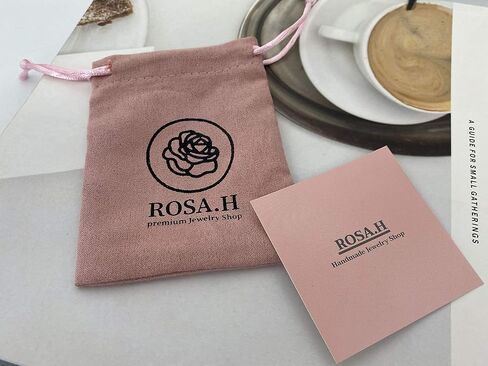 ROSA.H
premium Jewelry Shop
ROSA.H
Handmade Jewelry Shop
A GUIDE FOR SMALL GATHERINGS